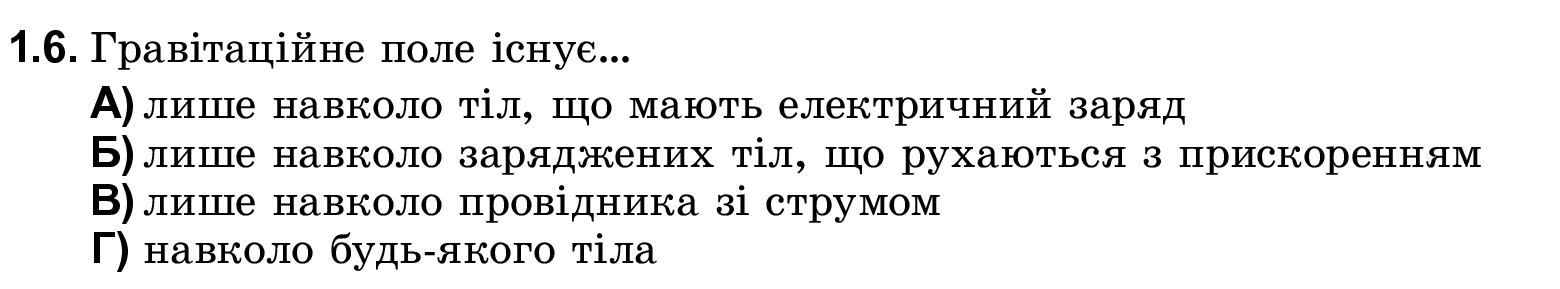 1.6. Гравітаційне поле існує...
А) лише навколо тіл, що мають електричний заряд
Б) лише навколо заряджених тіл, що рухаються з прискоренням
В) лише навколо провідника зі струмом
Г) навколо будь-якого тіла